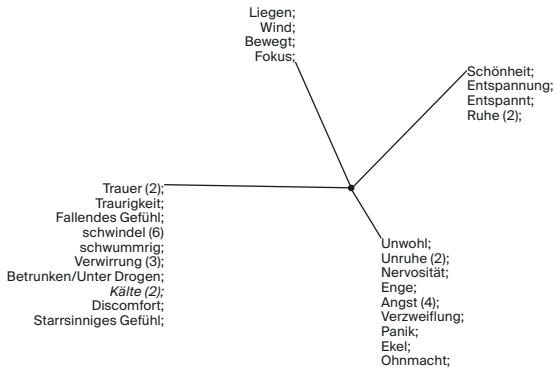 Liegen;
Wind;
Bewegt;
Fokus;
Schönheit;
Entspannung;
Entspannt;
Ruhe (2);
Trauer (2);
Traurigkeit;
Fallendes Gefühl;
schwindel (6)
schwummrig;
Verwirrung (3);
Betrunken/Unter Drogen;
Kälte (2);
Discomfort;
Starrsinniges Gefühl;
Unwohl;
Unruhe (2);
Nervosität;
Enge;
Angst (4);
Verzweiflung;
Panik;
Ekel;
Ohnmacht;